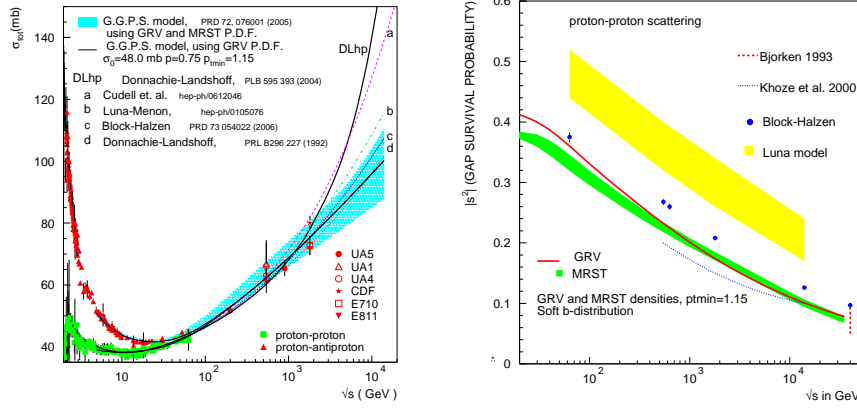 σtot(mb)
140
120
100
80
60
40
G.G.P.S. model, PRD 72, 076001 (2005)
using GRV and MRST P.D.F.
G.G.P.S. model, using GRV P.D.F.
σ0=48.0 mb p=0.75 ptmin=1.15
DLhp Donnachie-Landshoff, PLB 595 393 (2004)
a Cudell et al. hep-ph/0612046
b Luna-Menon, hep-ph/0105076
c Block-Halzen PRD 73 054022 (2006)
d Donnachie-Landshoff, PRL B296 227 (1992)
DLhp
a
b
c
d
UA5
UA1
UA4
CDF
E710
E811
proton-proton
proton-antiproton
10 10² 10³ 10⁴
√s ( GeV )
|s²| (GAP SURVIVAL PROBABILITY)
0.6
0.5
0.4
0.3
0.2
0.1
0
proton-proton scattering
Bjorken 1993
Khoze et al. 2000
Block-Halzen
Luna model
GRV
MRST
GRV and MRST densities, ptmin=1.15
Soft b-distribution
10² 10³ 10⁴
√s in GeV